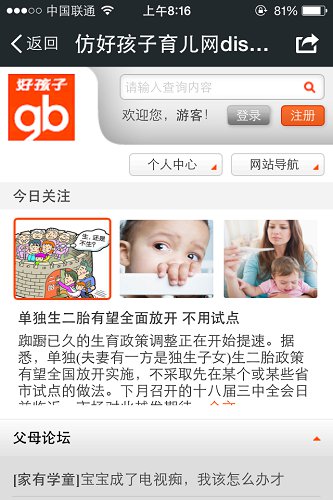 中国联通 上午8:16 81%
返回 仿好孩子育儿网dis...
好孩子
gb
请输入查询内容
欢迎您，游客！ 登录 注册
个人中心 网站导航
今日关注
生，还是不生？
单独生二胎有望全面放开 不用试点
踟蹰已久的生育政策调整正在开始提速。据
悉，单独(夫妻有一方是独生子女)生二胎政策
有望全国放开实施，不采取先在某个或某些省
市试点的做法。下月召开的十八届三中全会日
父母论坛
[家有学童]宝宝成了电视痴，我该怎么办才